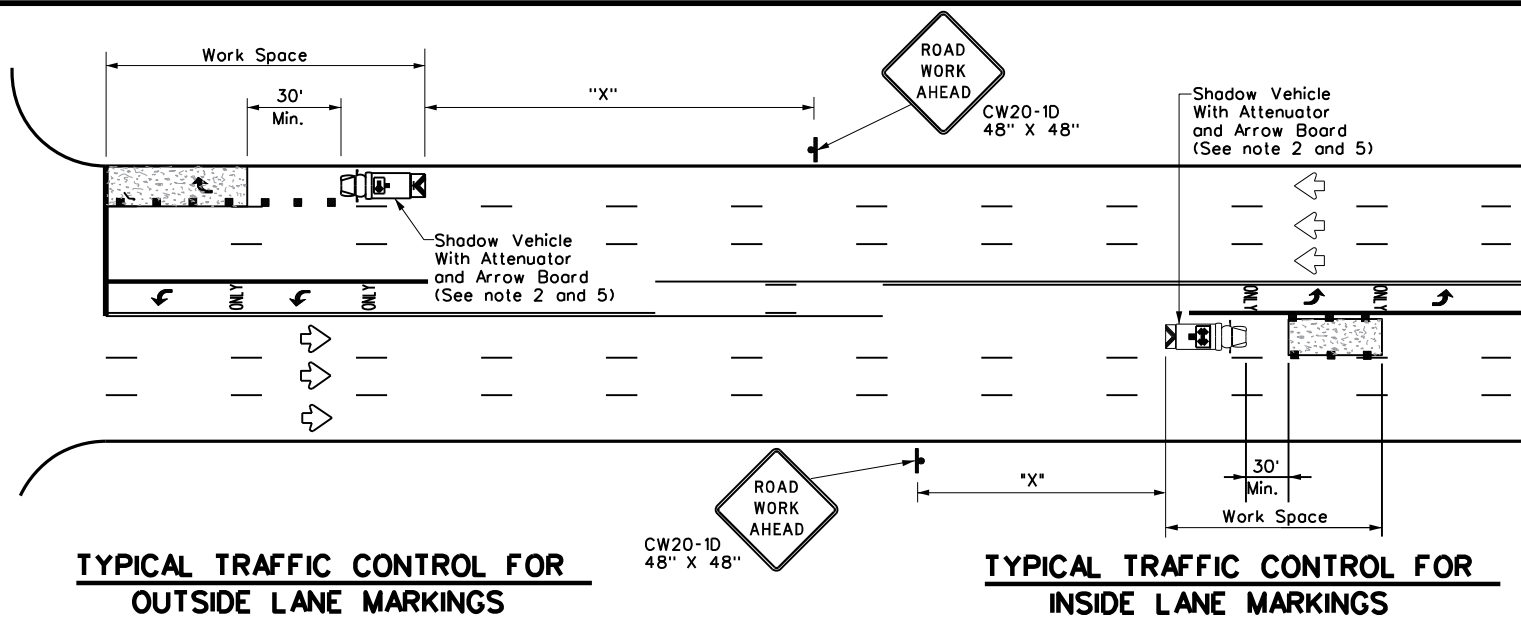 Work Space
30'
Min.
"X"
ROAD
WORK
AHEAD
CW20-1D
48" X 48"
Shadow Vehicle
With Attenuator
and Arrow Board
(See note 2 and 5)
Shadow Vehicle
With Attenuator
and Arrow Board
(See note 2 and 5)
ONLY
ONLY
ONLY
ONLY
ROAD
WORK
AHEAD
CW20-1D
48" X 48"
"X"
30'
Min.
Work Space
TYPICAL TRAFFIC CONTROL FOR
OUTSIDE LANE MARKINGS
TYPICAL TRAFFIC CONTROL FOR
INSIDE LANE MARKINGS